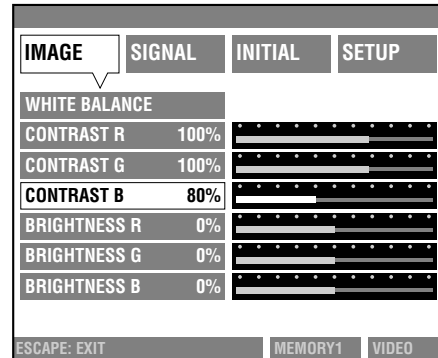 IMAGE SIGNAL INITIAL SETUP
WHITE BALANCE
CONTRAST R 100%
CONTRAST G 100%
CONTRAST B 80%
BRIGHTNESS R 0%
BRIGHTNESS G 0%
BRIGHTNESS B 0%
ESCAPE: EXIT MEMORY1 VIDEO